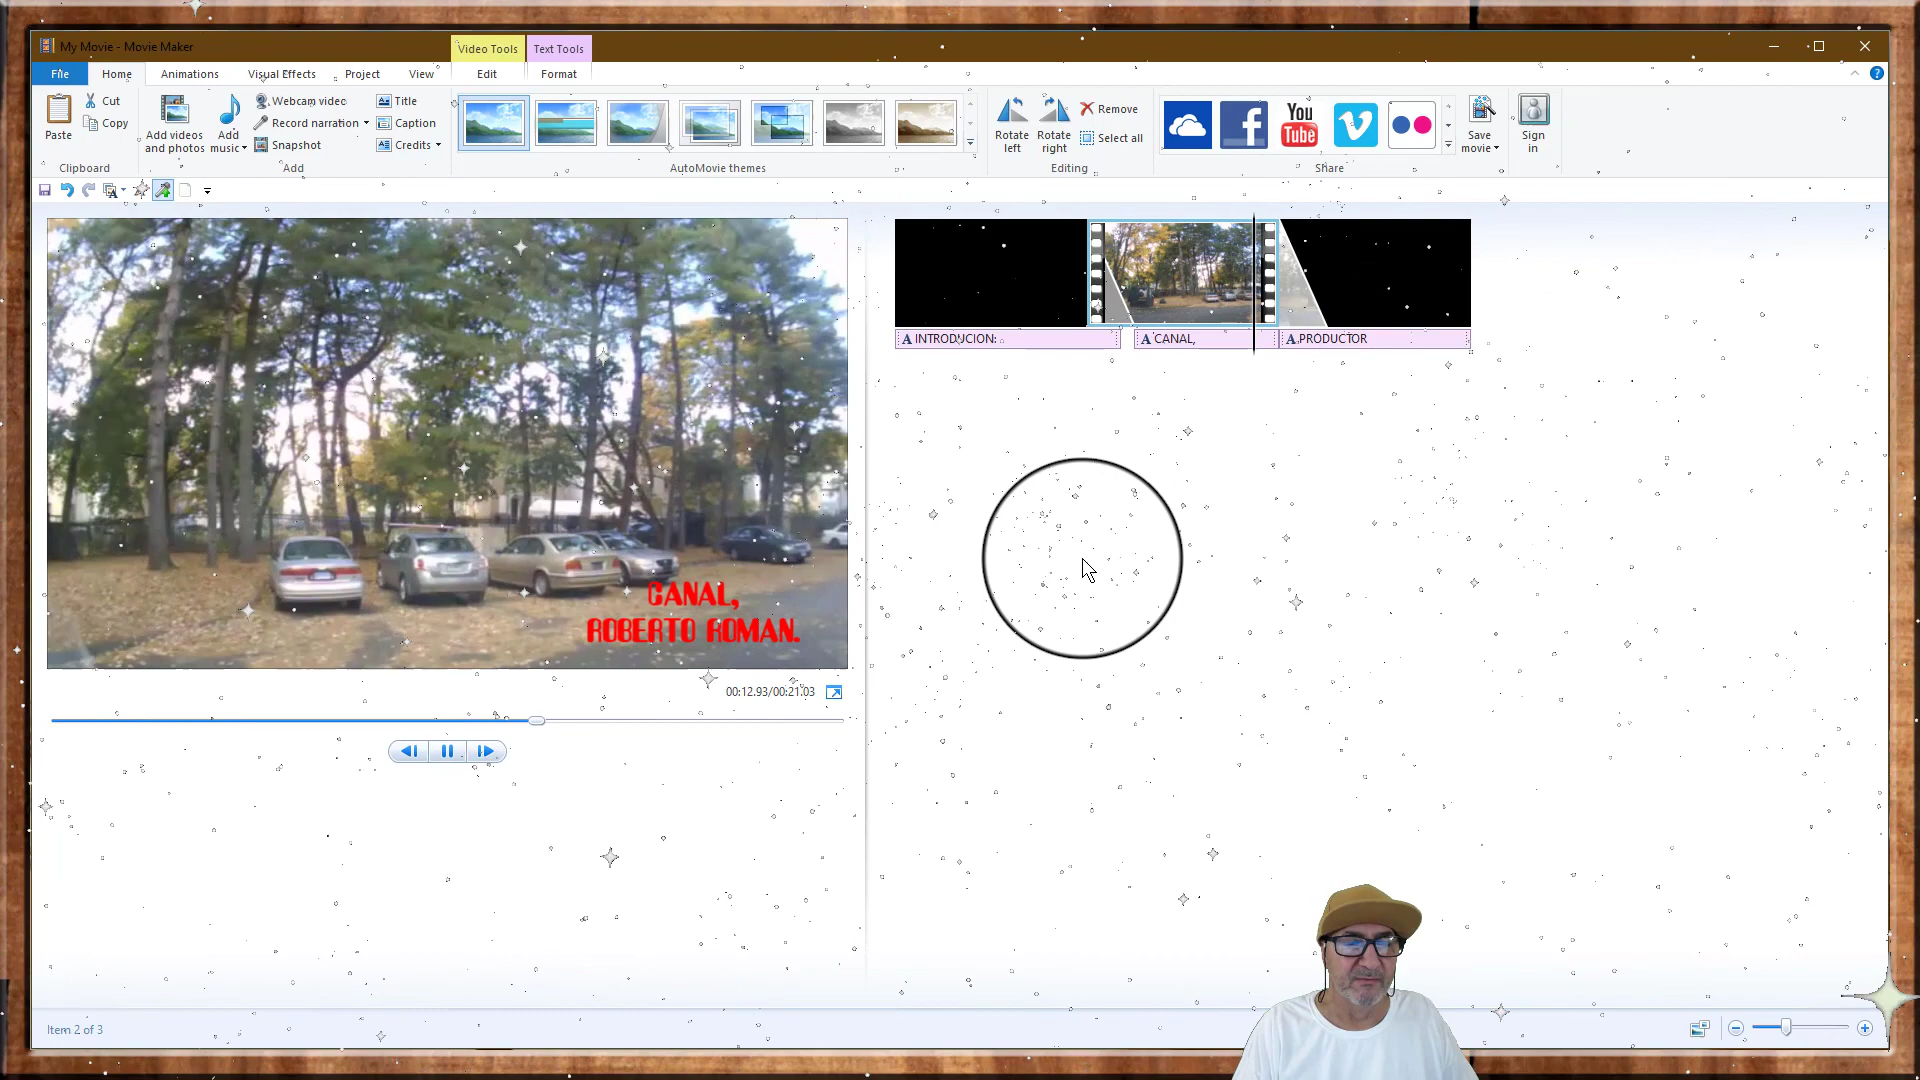 My Movie - Movie Maker
Video Tools
Text Tools
File
Home
Animations
Visual Effects
Project
View
Edit
Format
Paste
Cut
Copy
Clipboard
Add videos
and photos
Add
music
Webcam video
Record narration
Snapshot
Title
Caption
Credits
Add
AutoMovie themes
Rotate
left
Rotate
right
Remove
Select all
Editing
You
Tube
Share
Save
movie
Sign
in
A INTRODUCION:
A CANAL,
A PRODUCTOR
CANAL,
ROBERTO ROMAN.
00:12.93/00:21.03
Item 2 of 3